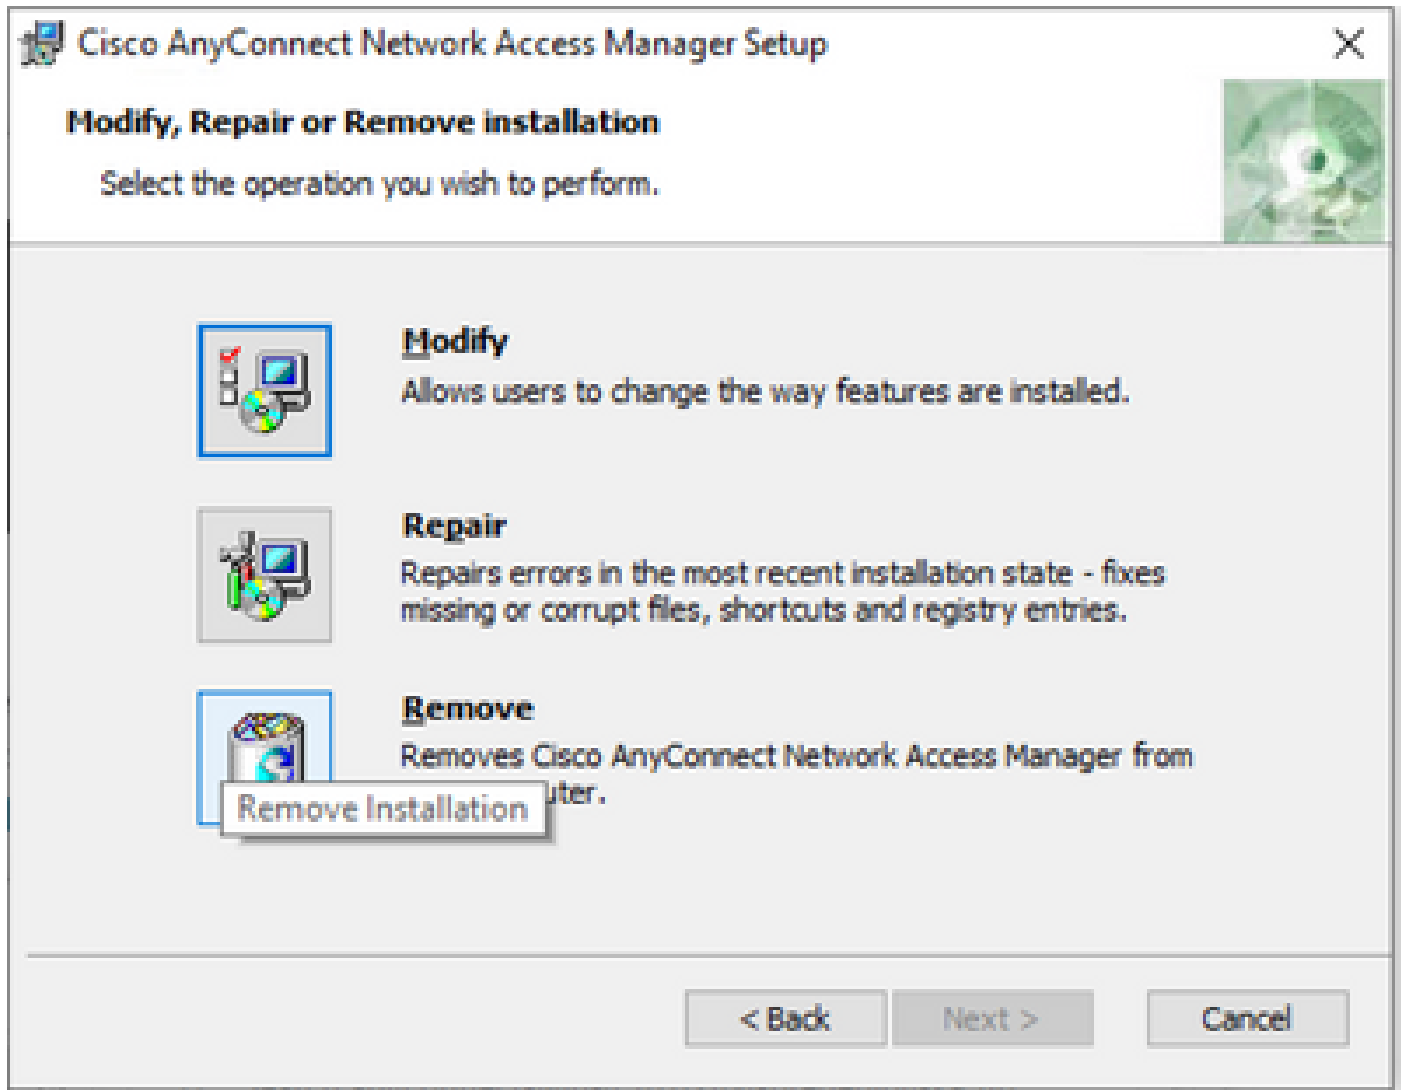 Cisco AnyConnect Network Access Manager Setup
Modify, Repair or Remove installation
Select the operation you wish to perform.
Modify
Allows users to change the way features are installed.
Repair
Repairs errors in the most recent installation state - fixes
missing or corrupt files, shortcuts and registry entries.
Remove
Removes Cisco AnyConnect Network Access Manager from
uter.
Remove Installation
< Back
Next >
Cancel